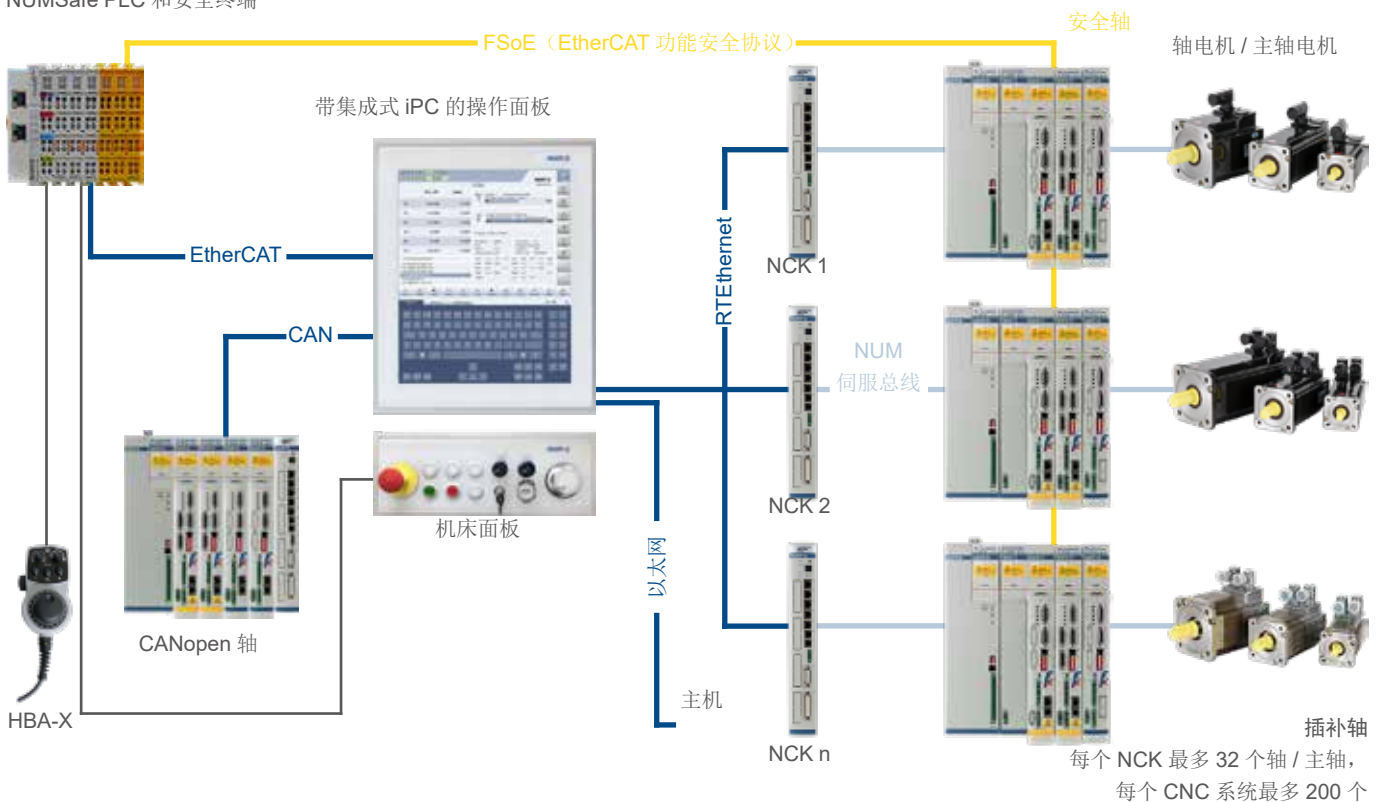 NUMSafe PLC 和安全终端
安全轴
FSoE（EtherCAT 功能安全协议）
轴电机 / 主轴电机
带集成式 iPC 的操作面板
EtherCAT
RTEthernet
NCK 1
CAN
NUM
伺服总线
NCK 2
机床面板
以太网
CANopen 轴
主机
HBA-X
NCK n
插补轴
每个 NCK 最多 32 个轴 / 主轴，
每个 CNC 系统最多 200 个